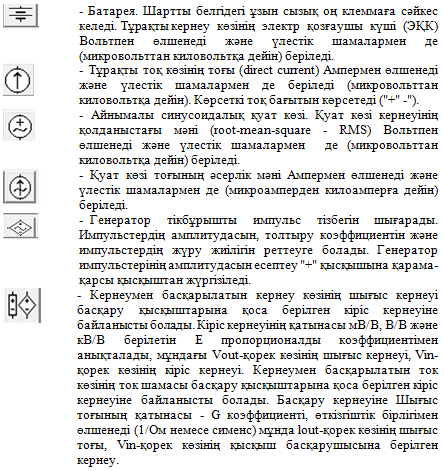 - Батарея. Шартты белгідегі ұзын сызық оң клеммаға сәйкес
келеді. Тұрақты кернеу көзінің электр қозғаушы күші (ЭҚК)
Вольтпен өлшенеді және үлестік шамалармен де
(микровольттан киловольтқа дейін) беріледі.
- Тұрақты ток көзінің тоғы (direct current) Ампермен өлшенеді
және үлестік шамалармен де беріледі (микровольттан
киловольтқа дейін). Көрсеткі тоқ бағытын көрсетеді ("+" -").
- Айнымалы синусоидалық қуат көзі. Қуат көзі кернеуінің
қолданыстағы мәні (root-mean-square - RMS) Вольтпен
өлшенеді және үлестік шамалармен де (микровольттан
киловольтқа дейін) беріледі.
- Қуат көзі тоғының әсерлік мәні Ампермен өлшенеді және
үлестік шамалармен де (микроамперден килоамперға дейін)
беріледі.
- Генератор тікбұрышты импульс тізбегін шығарады.
Импульстердің амплитудасын, толтыру коэффициентін және
импульстердің жүру жиілігін реттеуге болады. Генератор
импульстерінің амплитудасын есептеу "+" қысқышына қарама-
қарсы қысқыштан жүргізіледі.
- Кернеумен басқарылатын кернеу көзінің шығыс кернеуі
басқару қысқыштарына қоса берілген кіріс кернеуіне
байланысты болады. Кіріс кернеуінің қатынасы мВ/В, В/В және
кВ/В берілетін E пропорционалды коэффициентімен
анықталады, мұндағы Vout-қорек көзінің шығыс кернеуі, Vin-
қорек көзінің кіріс кернеуі. Кернеумен басқарылатын ток
көзінің ток шамасы басқару қысқыштарына қоса берілген кіріс
кернеуіне байланысты болады. Басқару кернеуіне Шығыс
тоғының қатынасы - G коэффициенті, өткізгіштік бірлігімен
өлшенеді (1/Ом немесе сименс) мұнда Iout-қорек көзінің шығыс
тоғы, Vin-қорек көзінің қысқыш басқарушысына берілген
кернеу.